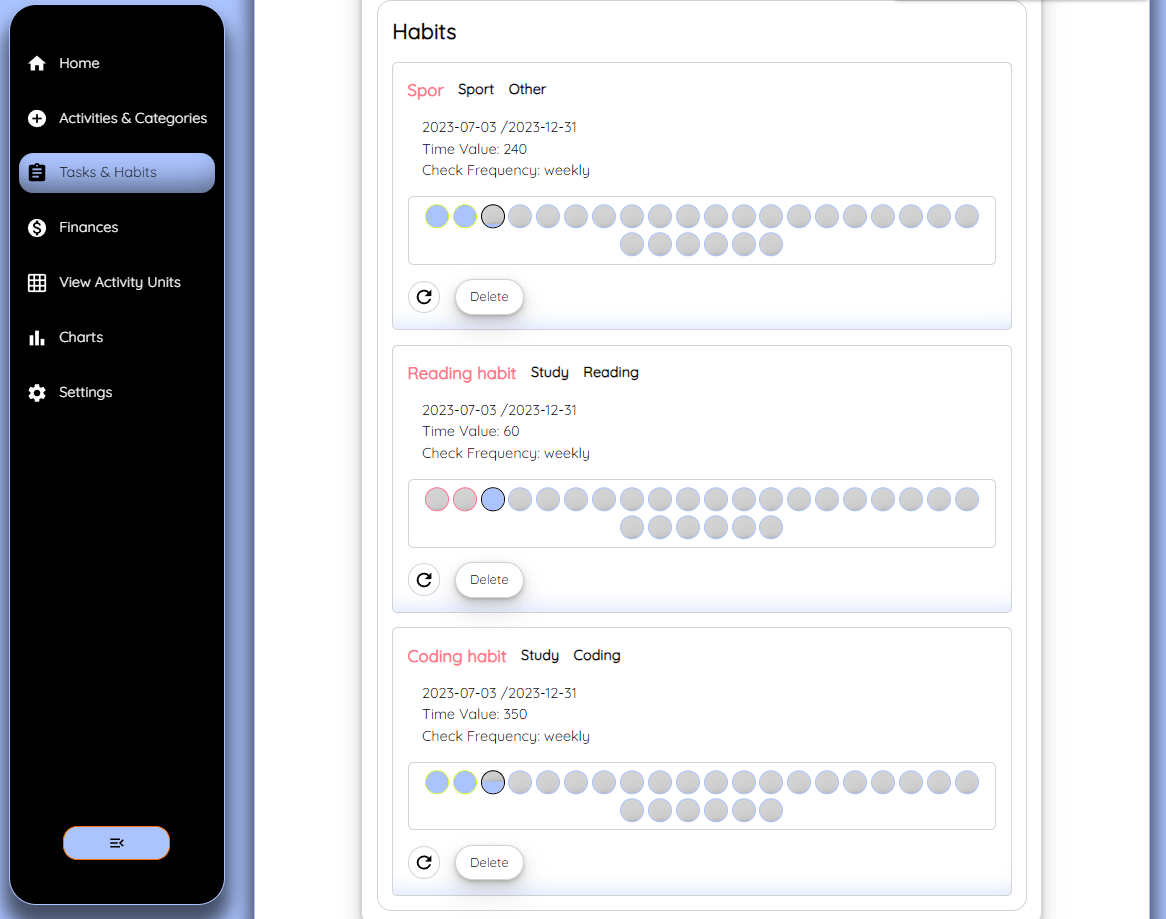 Home
Activities & Categories
Tasks & Habits
Finances
View Activity Units
Charts
Settings
Habits
Spor Sport Other
2023-07-03 /2023-12-31
Time Value: 240
Check Frequency: weekly
Delete
Reading habit Study Reading
2023-07-03 /2023-12-31
Time Value: 60
Check Frequency: weekly
Delete
Coding habit Study Coding
2023-07-03 /2023-12-31
Time Value: 350
Check Frequency: weekly
Delete